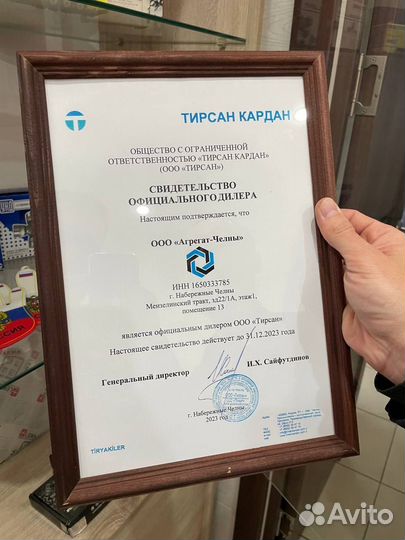 ТИРСАН КАРДАН
ОБЩЕСТВО С ОГРАНИЧЕННОЙ
ОТВЕТСТВЕННОСТЬЮ «ТИРСАН КАРДАН»
(ООО «ТИРСАН»)
СВИДЕТЕЛЬСТВО
ОФИЦИАЛЬНОГО ДИЛЕРА
Настоящим подтверждается, что
ООО «Агрегат-Челны»
ИНН 1650333785
г. Набережные Челны
Мензелинский тракт, зд22/1А, этаж1,
помещение 13
является официальным дилером ООО «Тирсан»
Настоящее свидетельство действует до 31.12.2023 года
Генеральный директор И.Х. Сайфутдинов
г. Набережные Челны
2023 год
TİRYAKİLER
РОССИЯ
Avito